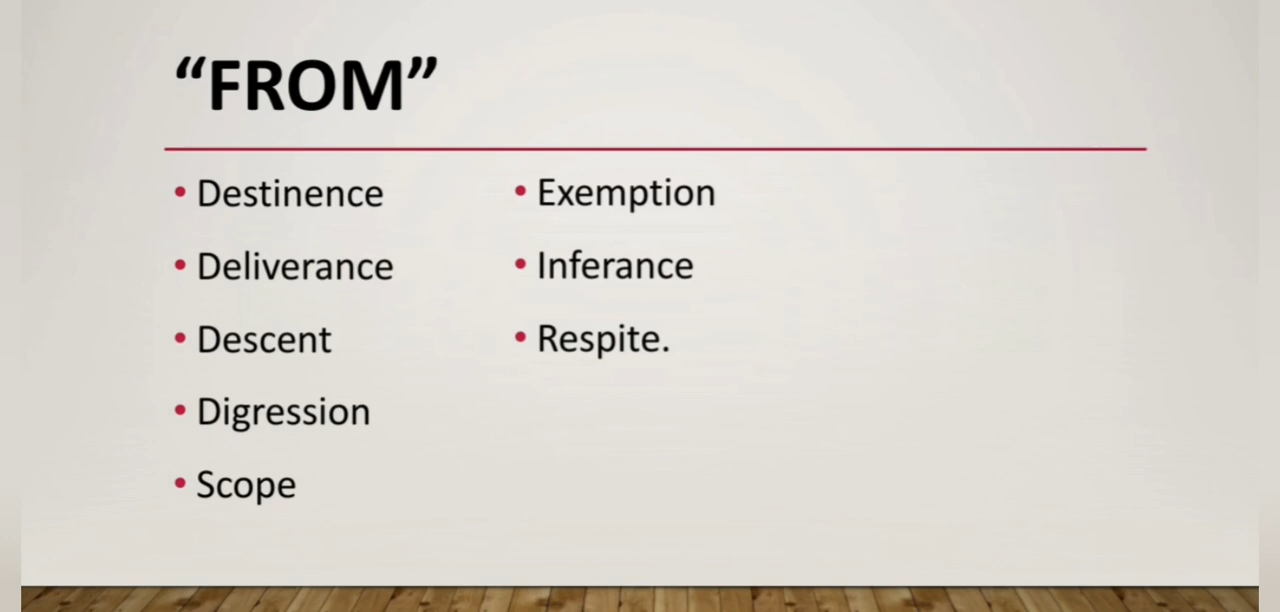 “FROM”
• Destinence
• Deliverance
• Descent
• Digression
• Scope
• Exemption
• Inferance
• Respite.